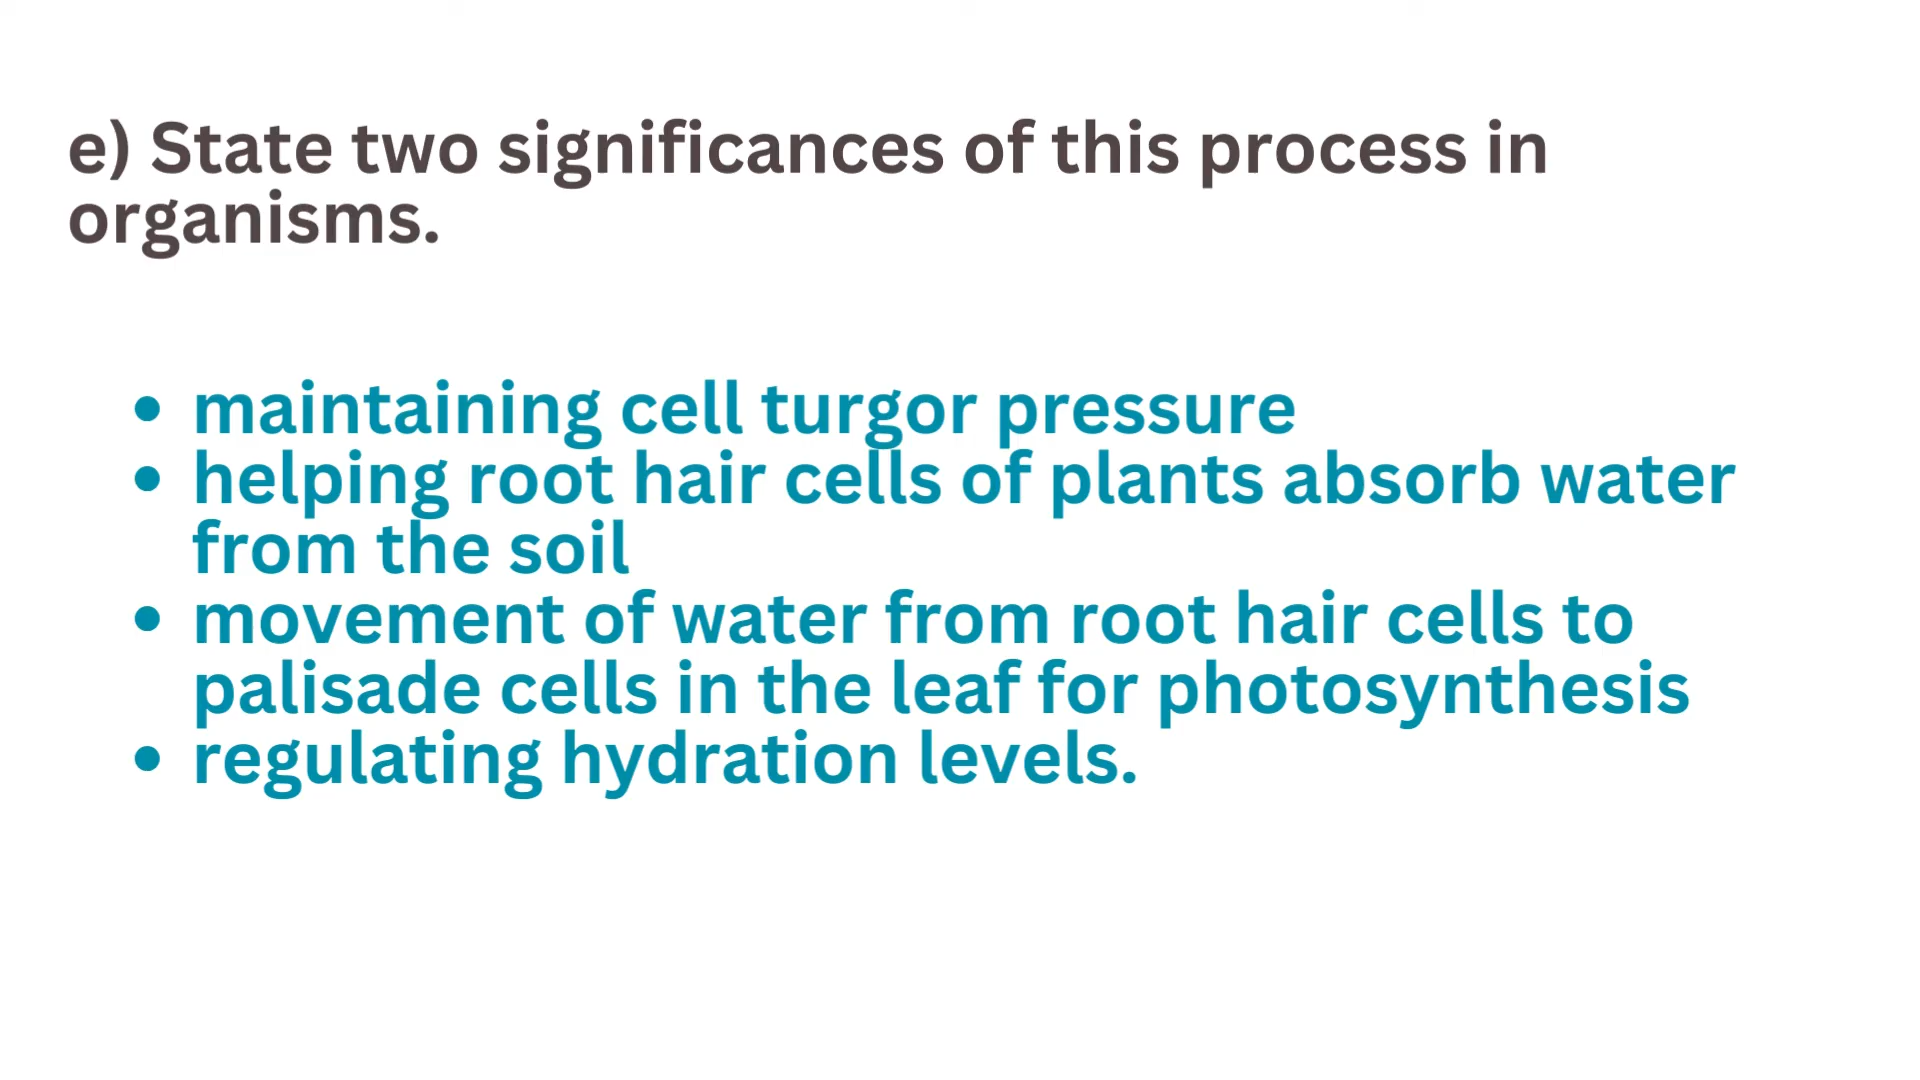 e) State two significances of this process in
organisms.
• maintaining cell turgor pressure
• helping root hair cells of plants absorb water
from the soil
• movement of water from root hair cells to
palisade cells in the leaf for photosynthesis
• regulating hydration levels.